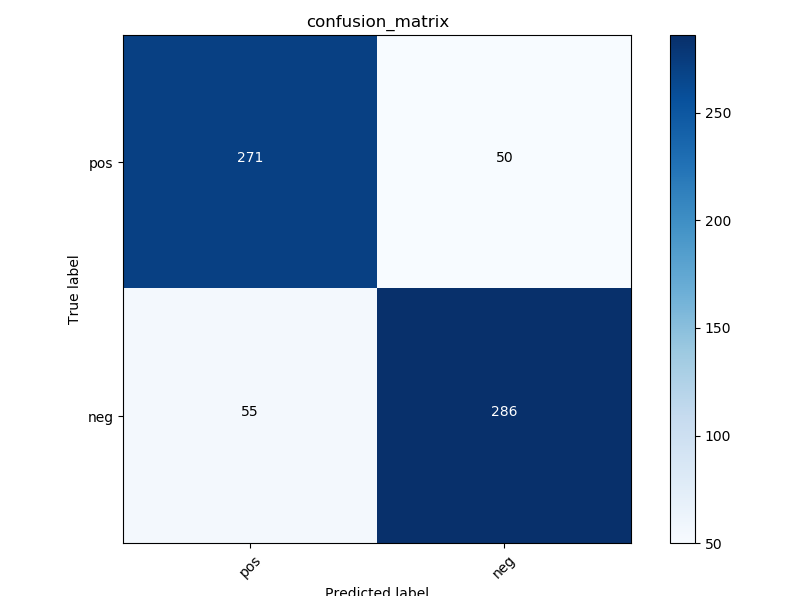 confusion_matrix
pos
271
50
neg
55
286
True label
pos
neg
Predicted label
250
200
150
100
50